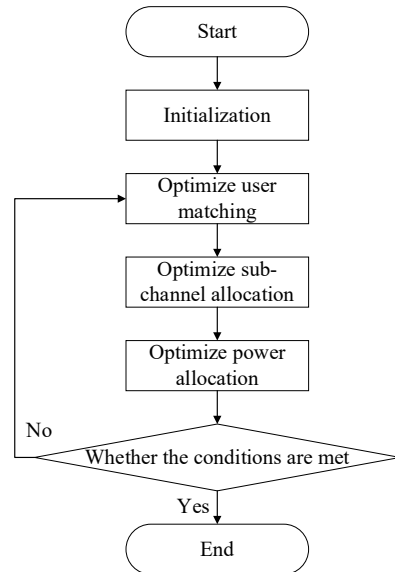 Start
Initialization
Optimize user
matching
Optimize sub-
channel allocation
Optimize power
allocation
No
Whether the conditions are met
Yes
End